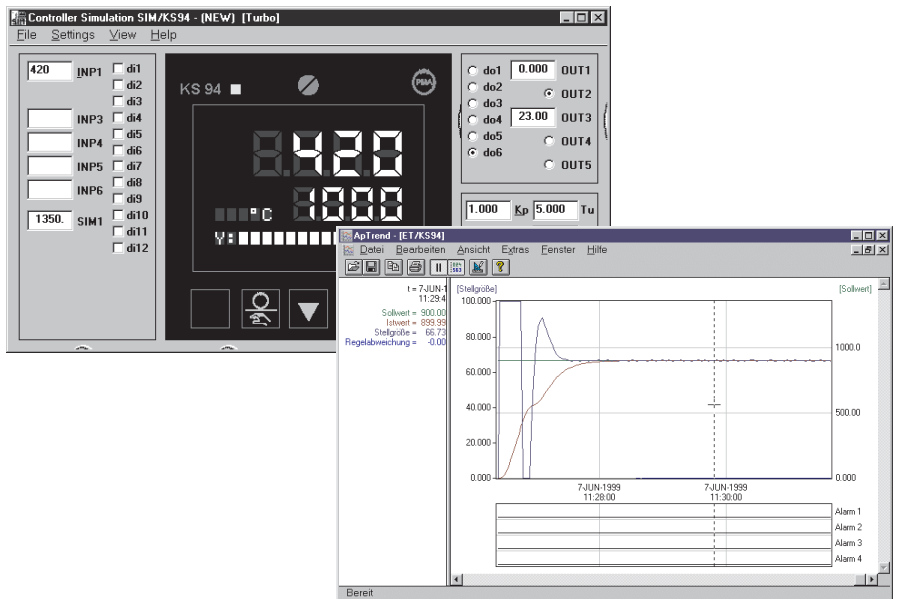 Controller Simulation SIM/KS94 - (NEW) [Turbo]
File Settings View Help
420 INP1
INP3
INP4
INP5
INP6
1350. SIM1
di1
di2
di3
di4
di5
di6
di7
di8
di9
di10
di11
di12
KS 94
PMA
420
1000
°C
Y:
do1
do2
do3
do4
do5
do6
0.000 OUT1
OUT2
23.00 OUT3
OUT4
OUT5
1.000 Kp 5.000 Tu
ApTrend - [ET/KS94]
Datei Bearbeiten Ansicht Extras Fenster Hilfe
t = 7-JUN-1
11:29:4
Sollwert = 900.00
Istwert = 899.99
Stellgröße = 66.73
Regelabweichung = -0.00
[Stellgröße]
[Sollwert]
100.000
80.000
60.000
40.000
20.000
0.000
1000.0
500.00
0.000
7-JUN-1999
11:28:00
7-JUN-1999
11:30:00
Alarm 1
Alarm 2
Alarm 3
Alarm 4
Bereit